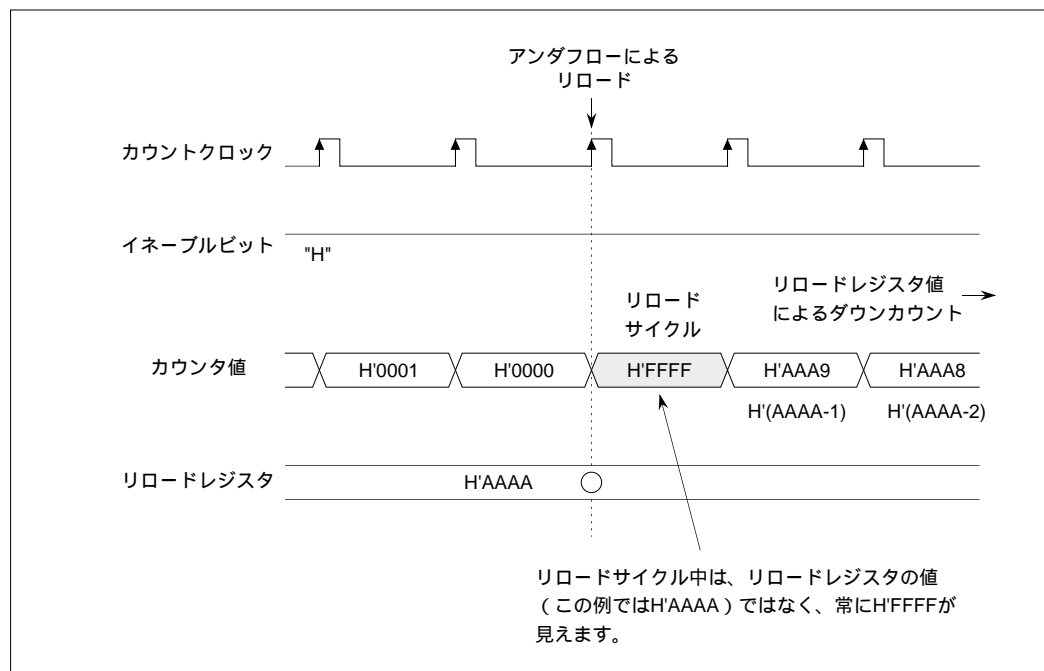 アンダフローによる
リロード
カウントクロック
イネーブルビット
"H"
リロード
サイクル
リロードレジスタ値
によるダウンカウント
カウンタ値
H'0001
H'0000
H'FFFF
H'AAA9
H'AAA8
H'(AAAA-1)
H'(AAAA-2)
リロードレジスタ
H'AAAA
リロードサイクル中は、リロードレジスタの値
（この例ではH'AAAA）ではなく、常にH'FFFFが
見えます。